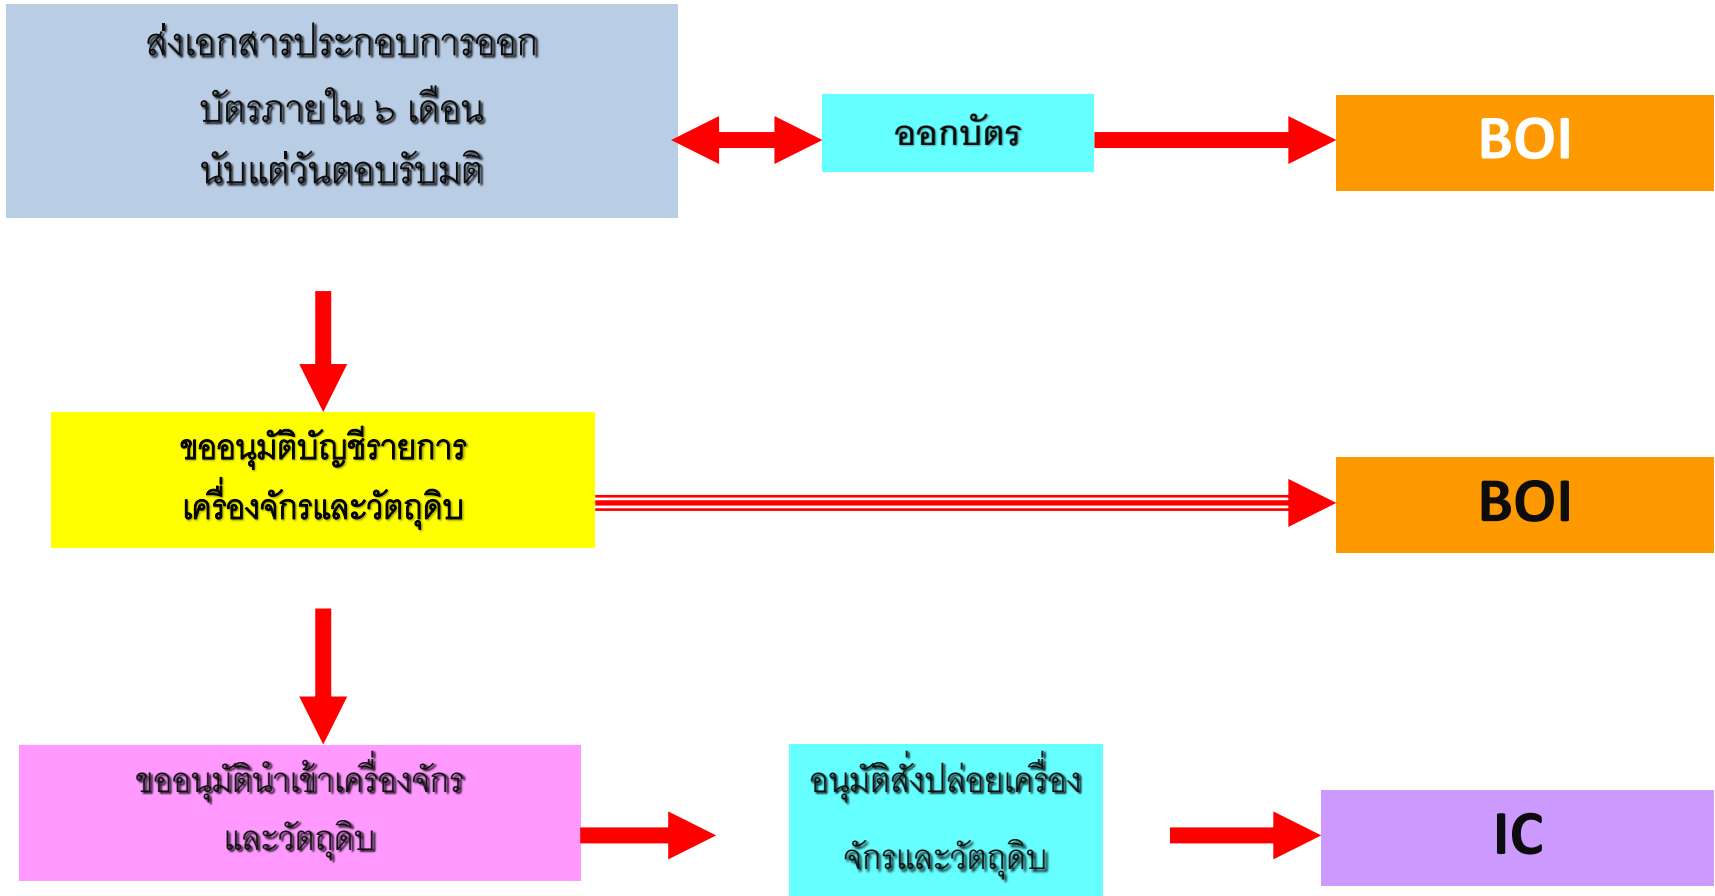 ส่งเอกสารประกอบการออก
บัตรภายใน ๖ เดือน
นับแต่วันตอบรับมติ
ออกบัตร
BOI
ขออนุมัติบัญชีรายการ
เครื่องจักรและวัตถุดิบ
BOI
ขออนุมัตินำเข้าเครื่องจักร
และวัตถุดิบ
อนุมัติสั่งปล่อยเครื่อง
จักรและวัตถุดิบ
IC